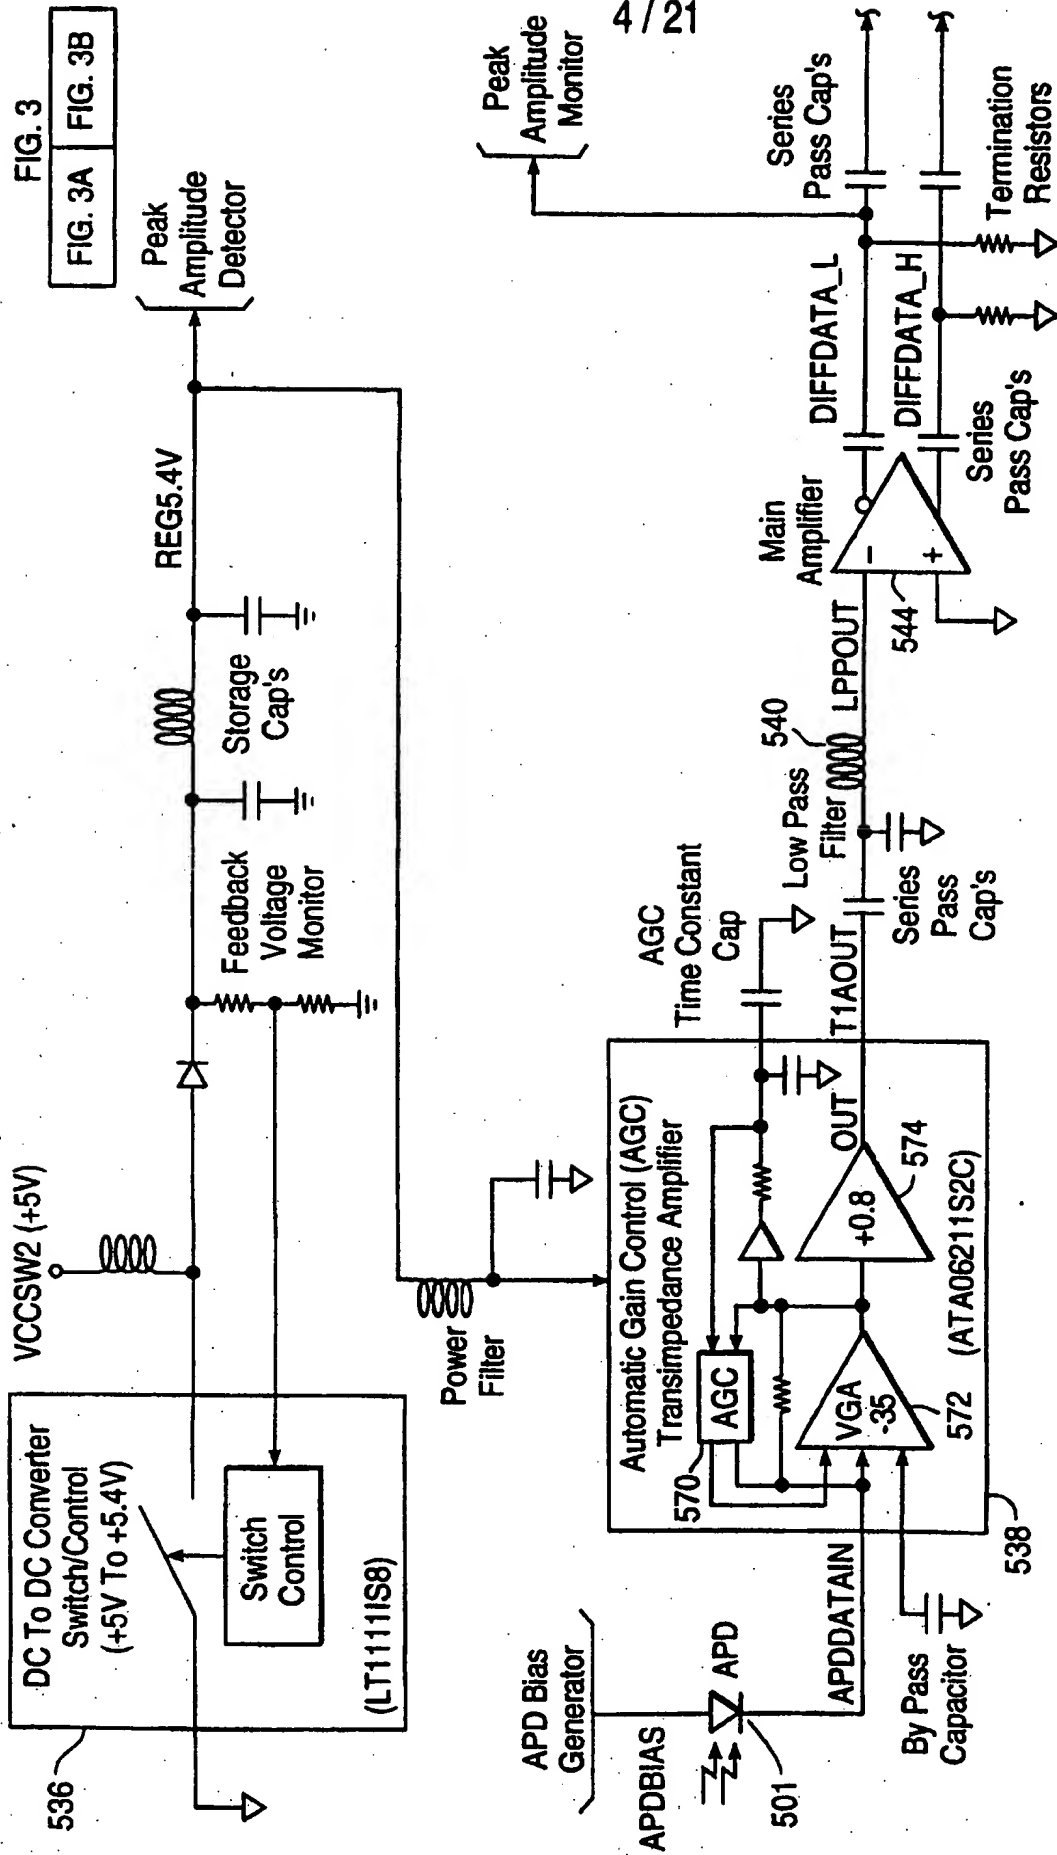 4 / 21
FIG. 3
FIG. 3A
FIG. 3B
DC To DC Converter
Switch/Control
(+5V To +5.4V)
Switch
Control
(LT1111IS8)
536
VCCSW2 (+5V)
Feedback
Voltage
Monitor
Storage
Cap's
REG5.4V
Peak
Amplitude
Detector
Power
Filter
Peak
Amplitude
Monitor
APD Bias
Generator
APDBIAS
APD
501
APDDATAIN
By Pass
Capacitor
538
Automatic Gain Control (AGC)
Transimpedance Amplifier
AGC
570
VGA
-35
572
+0.8
574
OUT
(ATA06211S2C)
AGC
Time Constant
Cap
T1AOUT
Series
Pass
Cap's
Low Pass
Filter
540
LPPOUT
Main
Amplifier
-
+
544
DIFFDATA_L
DIFFDATA_H
Series
Pass Cap's
Series
Pass Cap's
Termination
Resistors